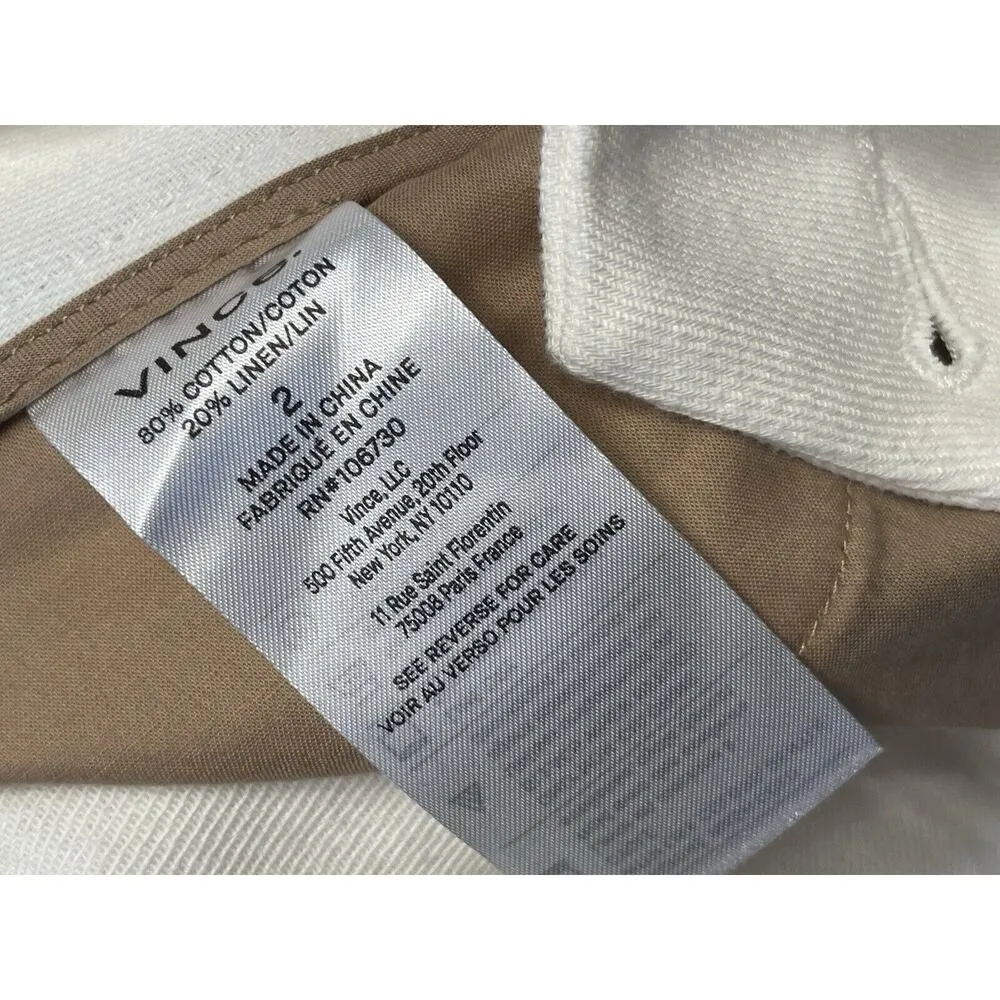 VINCE.
80% COTTON/COTON
20% LINEN/LIN
2
MADE IN CHINA
FABRIQUÉ EN CHINE
RN#106730
Vince, LLC
500 Fifth Avenue, 20th Floor
New York, NY 10110
11 Rue Saint Florentin
75008 Paris France
SEE REVERSE FOR CARE
VOIR AU VERSO POUR LES SOINS